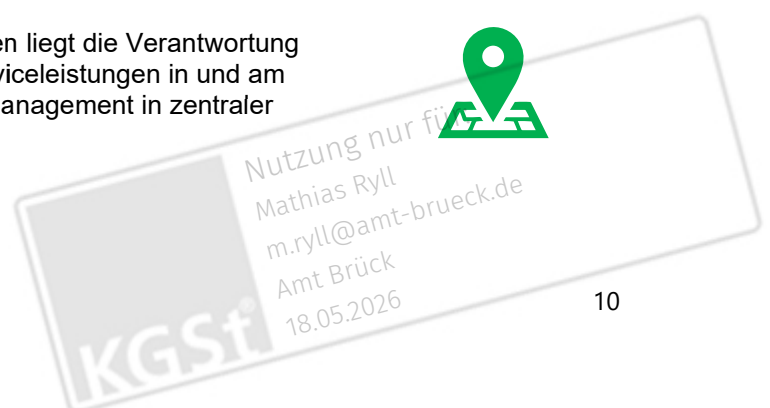 en liegt die Verantwortung
viceleistungen in und am
anagement in zentraler
Nutzung nur für
Mathias Ryll
m.ryll@amt-brueck.de
Amt Brück
18.05.2026
KGSt®
10